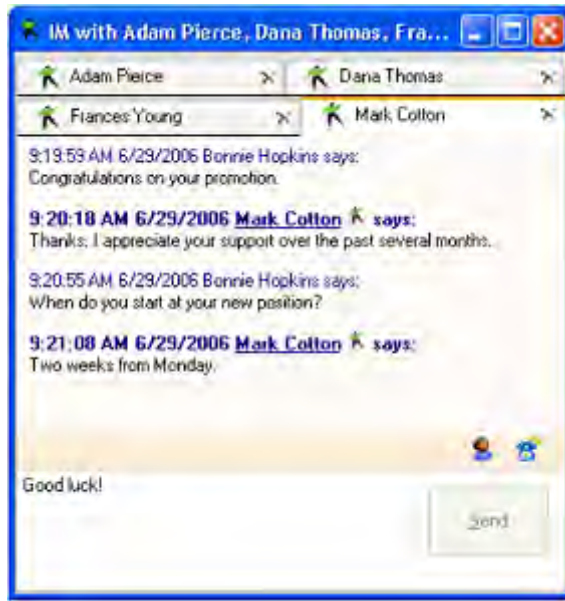 IM with Adam Pierce, Dana Thomas, Fra...
Adam Pierce
Dana Thomas
Frances Young
Mark Cotton
9:19:59 AM 6/29/2006 Bonnie Hopkins says:
Congratulations on your promotion.
9:20:18 AM 6/29/2006 Mark Cotton says:
Thanks, I appreciate your support over the past several months.
9:20:55 AM 6/29/2006 Bonnie Hopkins says:
When do you start at your new position?
9:21:08 AM 6/29/2006 Mark Cotton says:
Two weeks from Monday.
Good luck!
Send